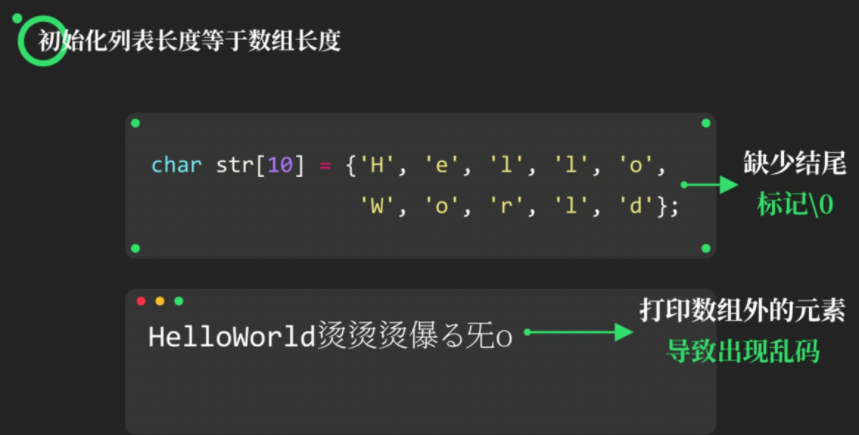 初始化列表长度等于数组长度
char str[10] = {'H', 'e', 'l', 'l', 'o',
'W', 'o', 'r', 'l', 'd'};
缺少结尾
标记\0
HelloWorld烫烫烫儤る旡o
打印数组外的元素
导致出现乱码